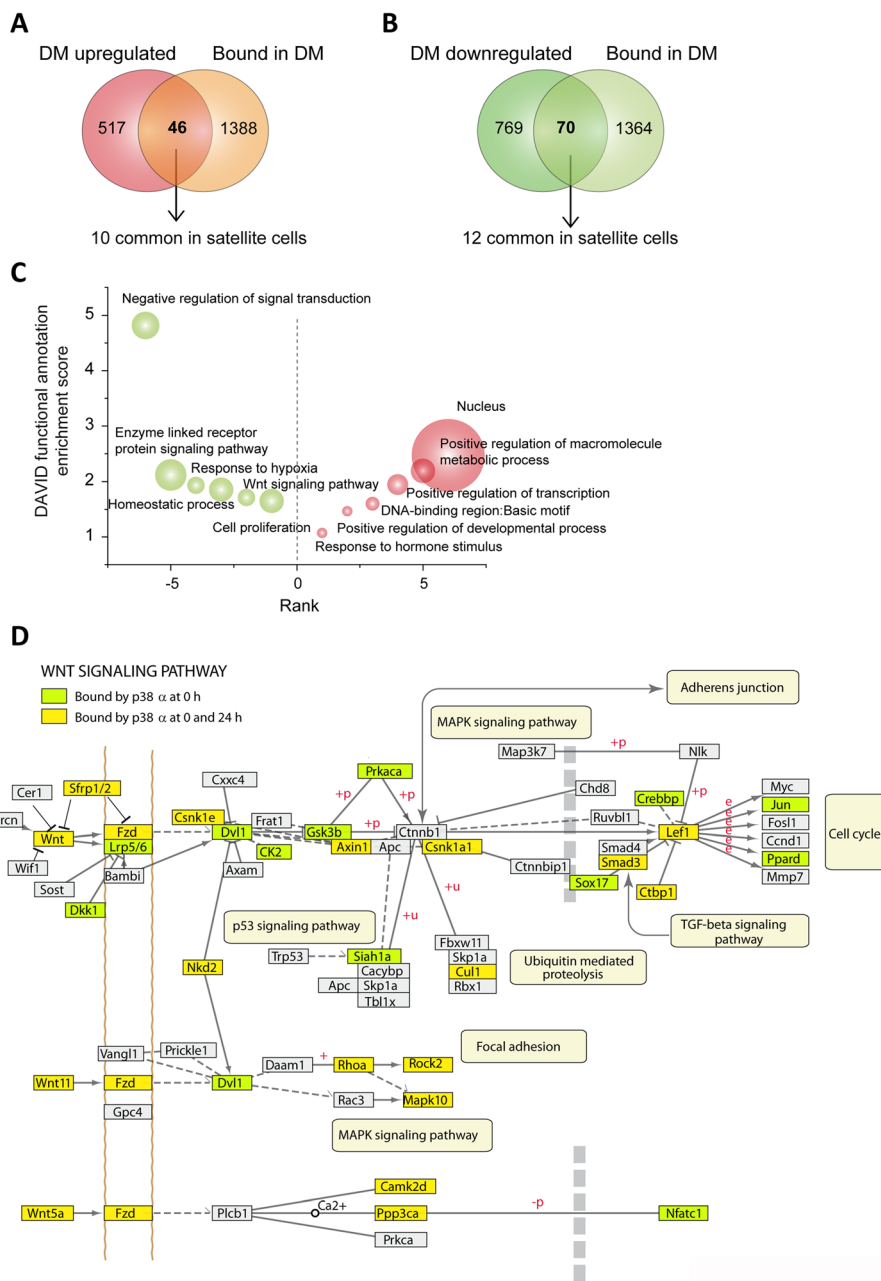 A
DM upregulated
Bound in DM
517
46
1388
10 common in satellite cells
B
DM downregulated
Bound in DM
769
70
1364
12 common in satellite cells
C
DAVID functional annotation
enrichment score
5
4
3
2
1
-5
0
5
Rank
Negative regulation of signal transduction
Enzyme linked receptor
protein signaling pathway
Response to hypoxia
Wnt signaling pathway
Homeostatic process
Cell proliferation
Nucleus
Positive regulation of macromolecule
metabolic process
Positive regulation of transcription
DNA-binding region:Basic motif
Positive regulation of developmental process
Response to hormone stimulus
D
WNT SIGNALING PATHWAY
Bound by p38 α at 0 h
Bound by p38 α at 0 and 24 h
Adherens junction
MAPK signaling pathway
Map3k7
+p
Nlk
Prkaca
Cxxc4
Cer1
Sfrp1/2
+p
+p
Chd8
Crebbp
+p
Myc
rcn
Csnk1e
Frat1
Ruvbl1
e
Jun
Wnt
Fzd
Dvl1
Gsk3b
+p
Ctnnb1
Lef1
e
Fosl1
Cell cycle
Lrp5/6
CK2
Axin1
Apc
Csnk1a1
Smad4
e
Ccnd1
Wif1
Bambi
Axam
Ctnnbip1
Smad3
e
Ppard
Sost
Sox17
Ctbp1
e
Mmp7
Dkk1
p53 signaling pathway
+u
+u
TGF-beta signaling
pathway
Nkd2
Trp53
Siah1a
Fbxw11
Cacybp
Skp1a
Ubiquitin mediated
proteolysis
Apc
Skp1a
Cul1
Tbl1x
Rbx1
Vangl1
Prickle1
Focal adhesion
Daam1
+
Rhoa
Rock2
Wnt11
Fzd
Dvl1
Rac3
Mapk10
Gpc4
MAPK signaling pathway
Camk2d
Wnt5a
Fzd
Plcb1
Ca2+
Ppp3ca
-p
Nfatc1
Prkca